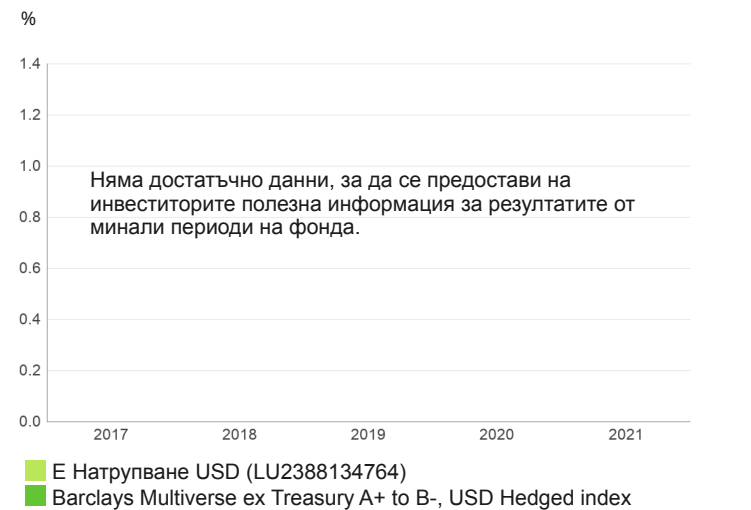 %
1.4
1.2
1.0
Няма достатъчно данни, за да се предостави на
инвеститорите полезна информация за резултатите от
0.8
минали периоди на фонда.
0.6
0.4
0.2
0.0
2017 2018 2019 2020 2021
Е Натрупване USD (LU2388134764)
Barclays Multiverse ex Treasury A+ to B-, USD Hedged index